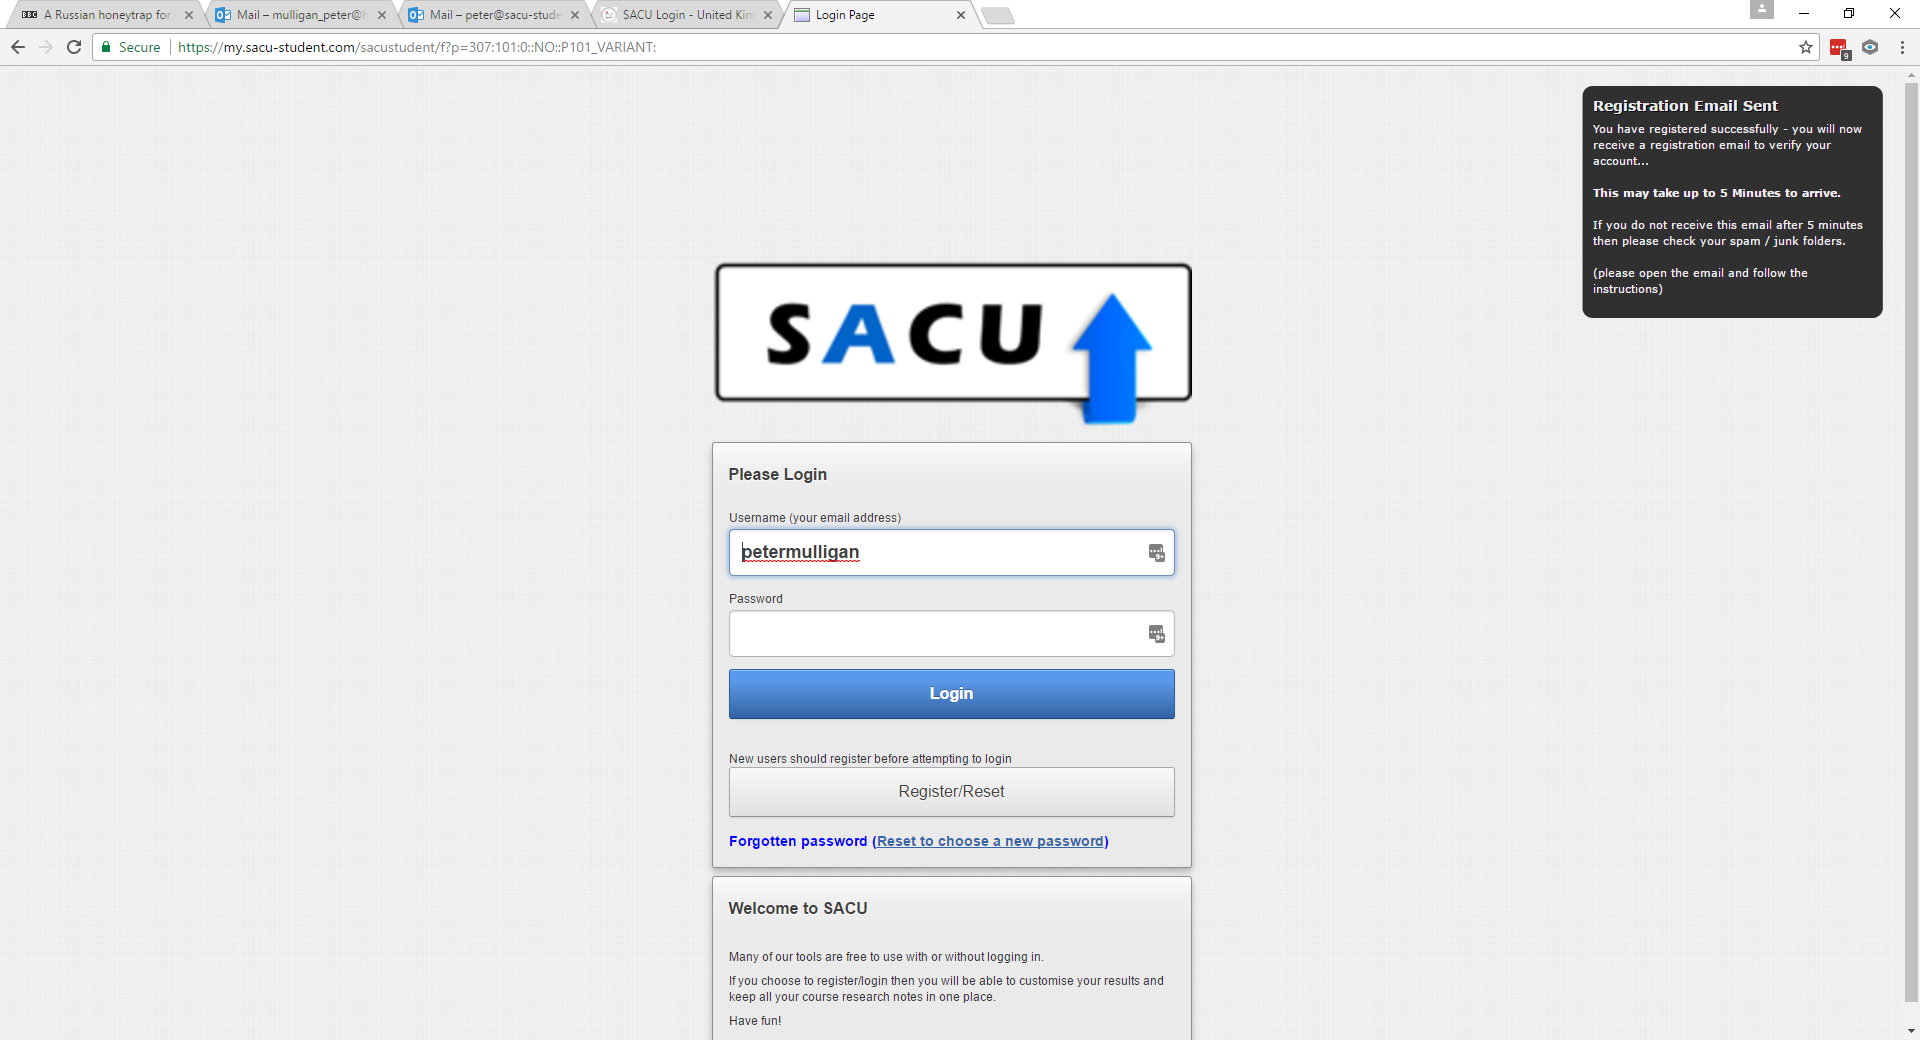 A Russian honeytrap for
Mail – mulligan_peter@h
Mail – peter@sacu-stude
SACU Login - United Kin
Login Page
Secure
https://my.sacu-student.com/sacustudent/f?p=307:101:0::NO::P101_VARIANT:
9
Registration Email Sent
You have registered successfully - you will now
receive a registration email to verify your
account...
This may take up to 5 Minutes to arrive.
If you do not receive this email after 5 minutes
then please check your spam / junk folders.
(please open the email and follow the
instructions)
SACU
Please Login
Username (your email address)
petermulligan
9+
Password
9+
Login
New users should register before attempting to login
Register/Reset
Forgotten password (Reset to choose a new password)
Welcome to SACU
Many of our tools are free to use with or without logging in.
If you choose to register/login then you will be able to customise your results and
keep all your course research notes in one place.
Have fun!